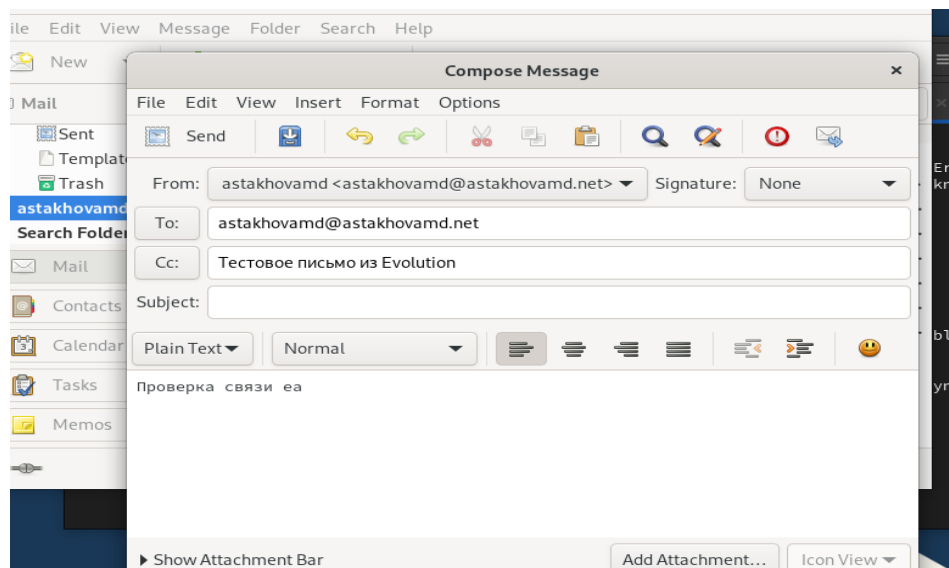 ile Edit View Message Folder Search Help
New
Compose Message ×
Mail
File Edit View Insert Format Options
Sent
Send
Templat
Trash
From: astakhovamd <astakhovamd@astakhovamd.net> Signature: None
astakhovamd
To: astakhovamd@astakhovamd.net
Search Folder
Cc: Тестовое письмо из Evolution
Mail
Subject:
Contacts
Calendar
Plain Text Normal
Tasks
Проверка связи еа
Memos
Show Attachment Bar Add Attachment... Icon View